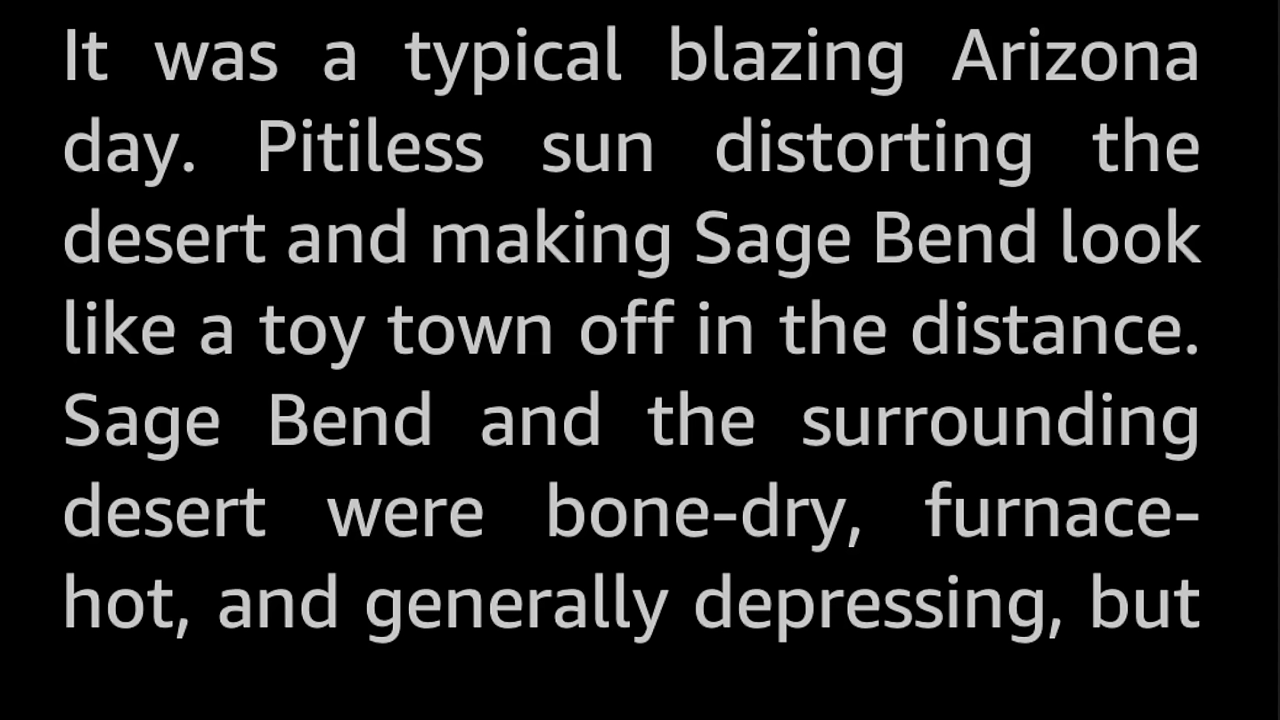 It was a typical blazing Arizona
day. Pitiless sun distorting the
desert and making Sage Bend look
like a toy town off in the distance.
Sage Bend and the surrounding
desert were bone-dry, furnace-
hot, and generally depressing, but